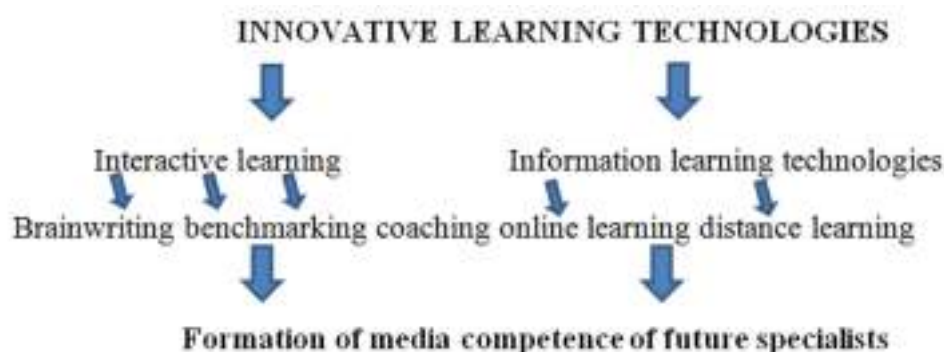 INNOVATIVE LEARNING TECHNOLOGIES
Interactive learning Information learning technologies
Brainwriting benchmarking coaching online learning distance learning
Formation of media competence of future specialists